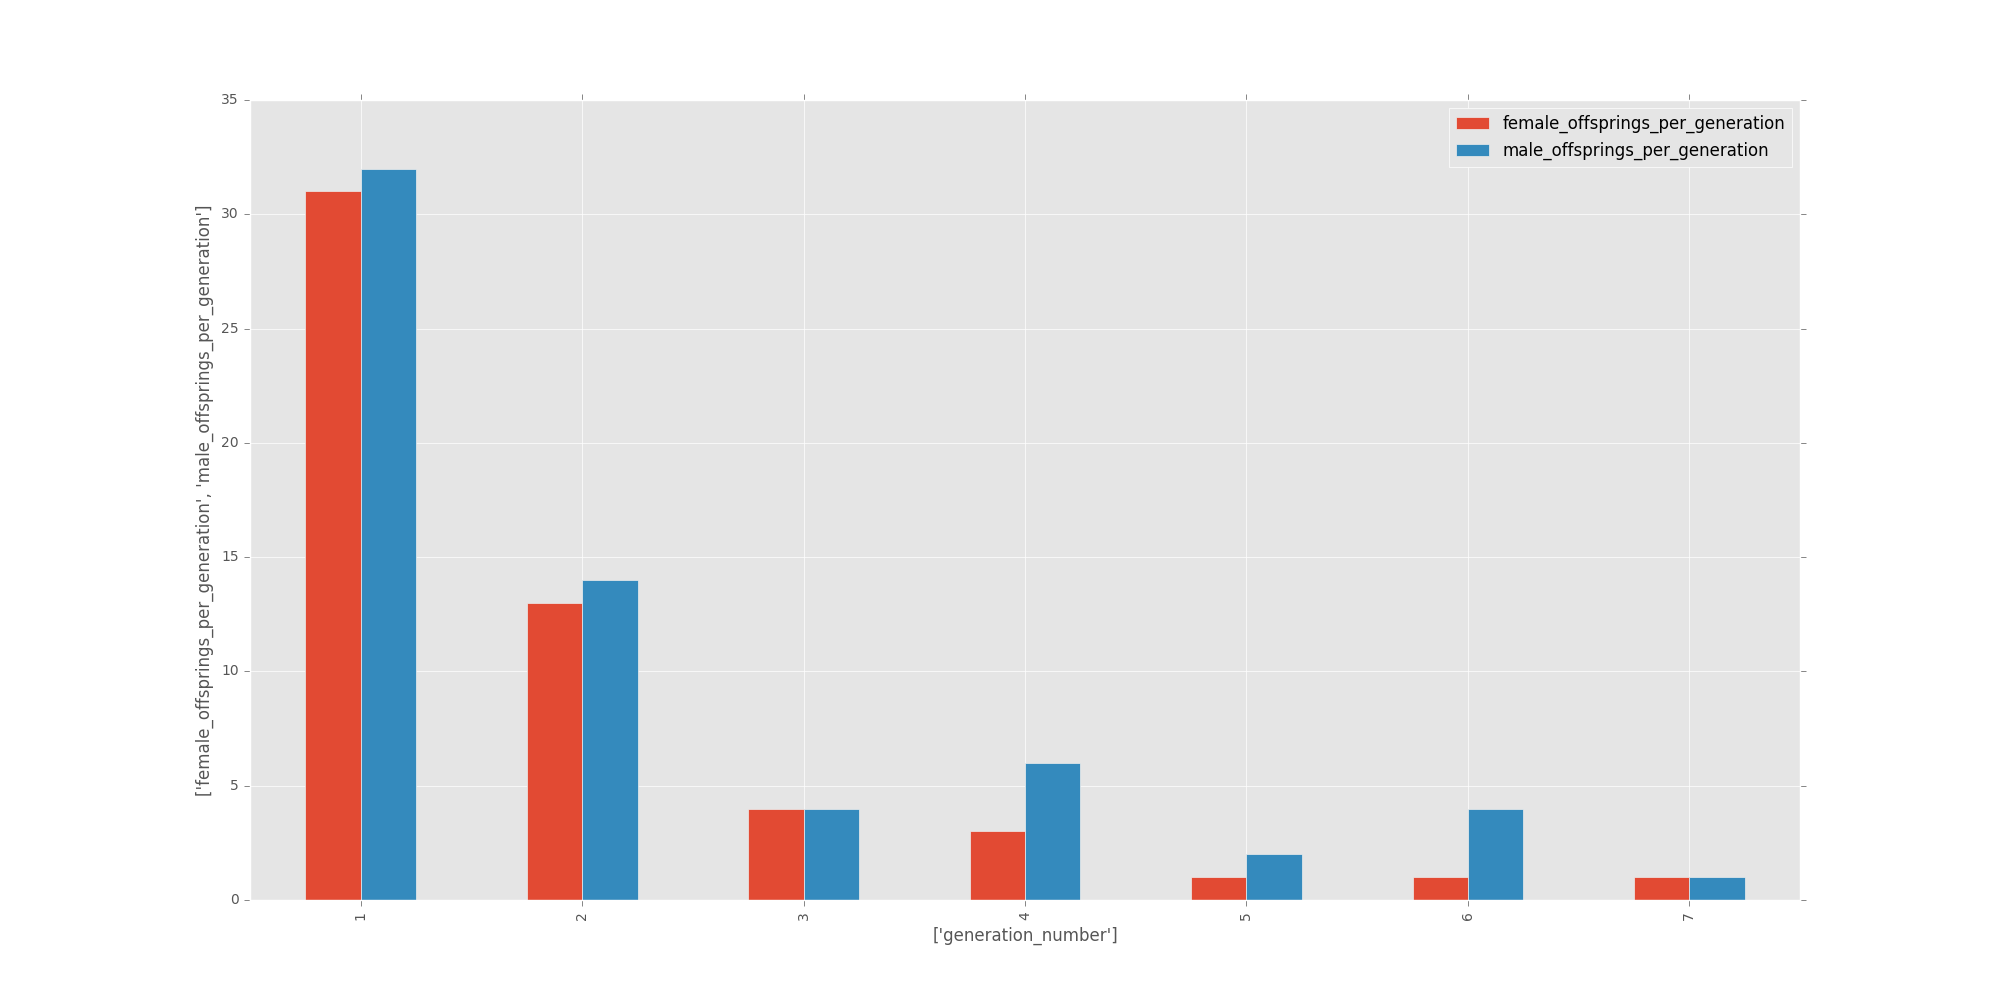 35
30
25
20
15
10
5
0
['female_offsprings_per_generation', 'male_offsprings_per_generation']
female_offsprings_per_generation
male_offsprings_per_generation
1 2 3 4 5 6 7
['generation_number']